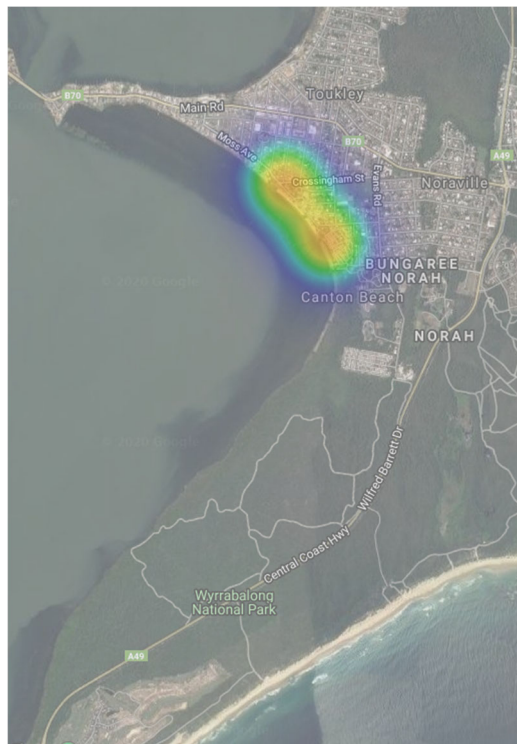 B70
Main Rd
Toukley
Moss Ave
B70
A49
Crossingham St
Evans Rd
Noraville
BUNGAREE
NORAH
© 2020 Google
Canton Beach
NORAH
© 2020 Google
Wilfred Barrett Dr
Central Coast Hwy
Wyrrabalong
National Park
A49